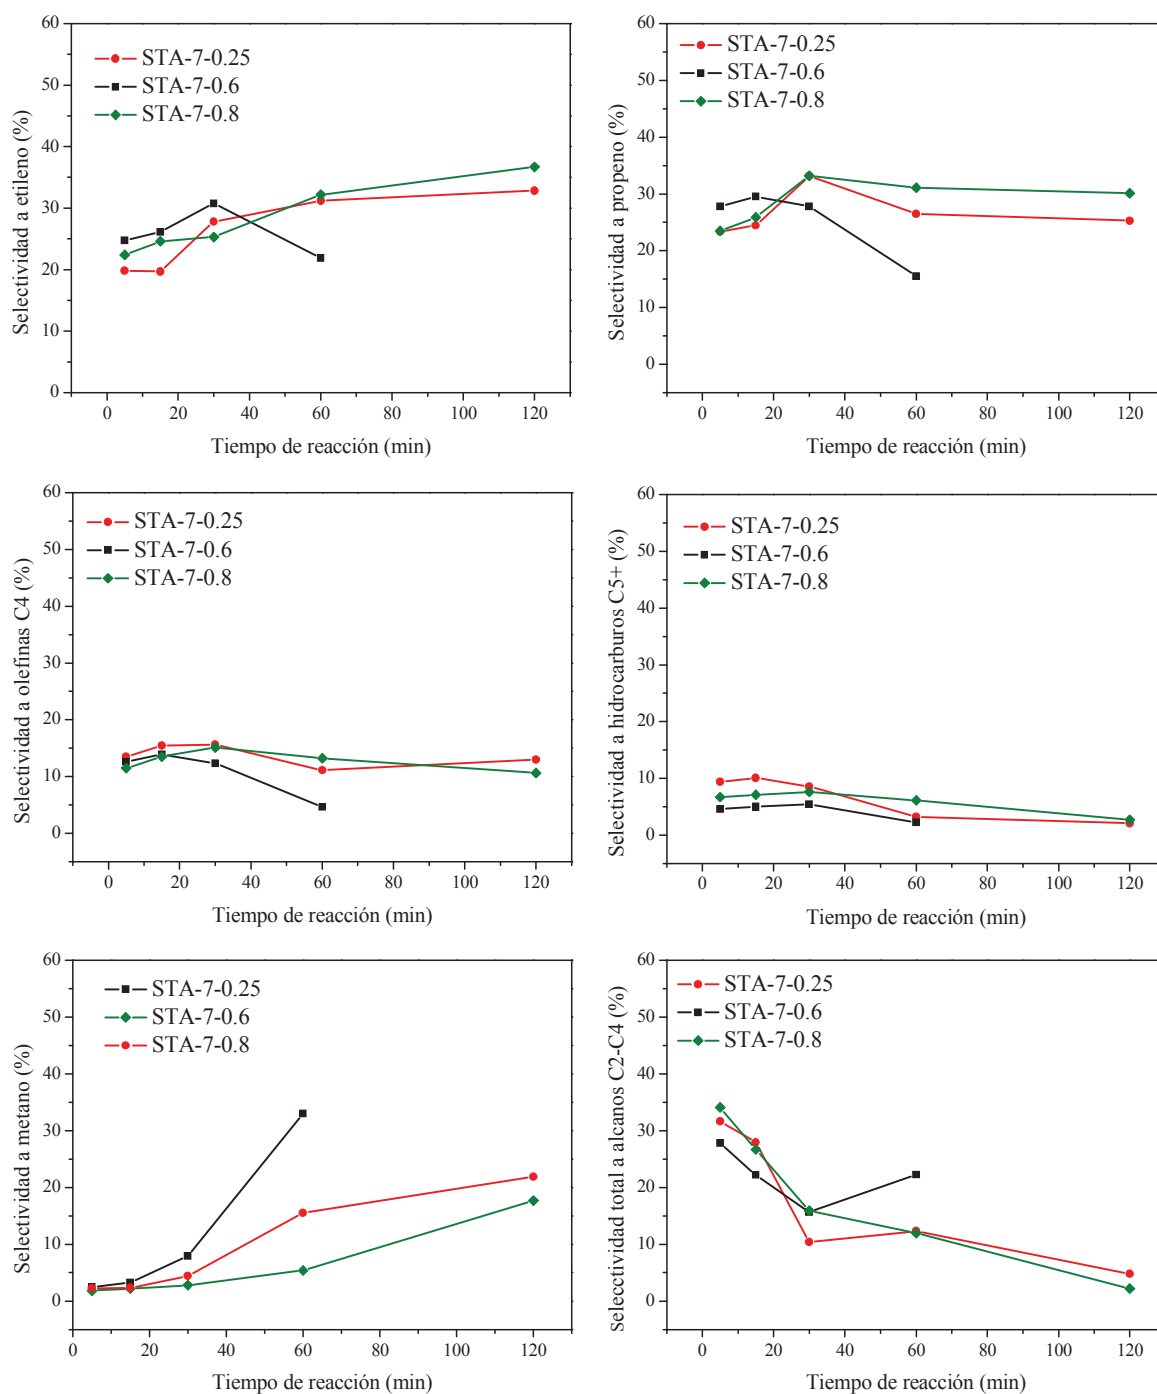 60
50
40
30
20
10
0
Selectividad a etileno (%)
STA-7-0.25
STA-7-0.6
STA-7-0.8
0 20 40 60 80 100 120
Tiempo de reacción (min)
60
50
40
30
20
10
0
Selectividad a propeno (%)
STA-7-0.25
STA-7-0.6
STA-7-0.8
0 20 40 60 80 100 120
Tiempo de reacción (min)
60
50
40
30
20
10
0
Selectividad a olefinas C4 (%)
STA-7-0.25
STA-7-0.6
STA-7-0.8
0 20 40 60 80 100 120
Tiempo de reacción (min)
60
50
40
30
20
10
0
Selectividad a hidrocarburos C5+ (%)
STA-7-0.25
STA-7-0.6
STA-7-0.8
0 20 40 60 80 100 120
Tiempo de reacción (min)
60
50
40
30
20
10
0
Selectividad a metano (%)
STA-7-0.25
STA-7-0.6
STA-7-0.8
0 20 40 60 80 100 120
Tiempo de reacción (min)
60
50
40
30
20
10
0
Selecctividad total a alcanos C2-C4 (%)
STA-7-0.25
STA-7-0.6
STA-7-0.8
0 20 40 60 80 100 120
Tiempo de reacción (min)